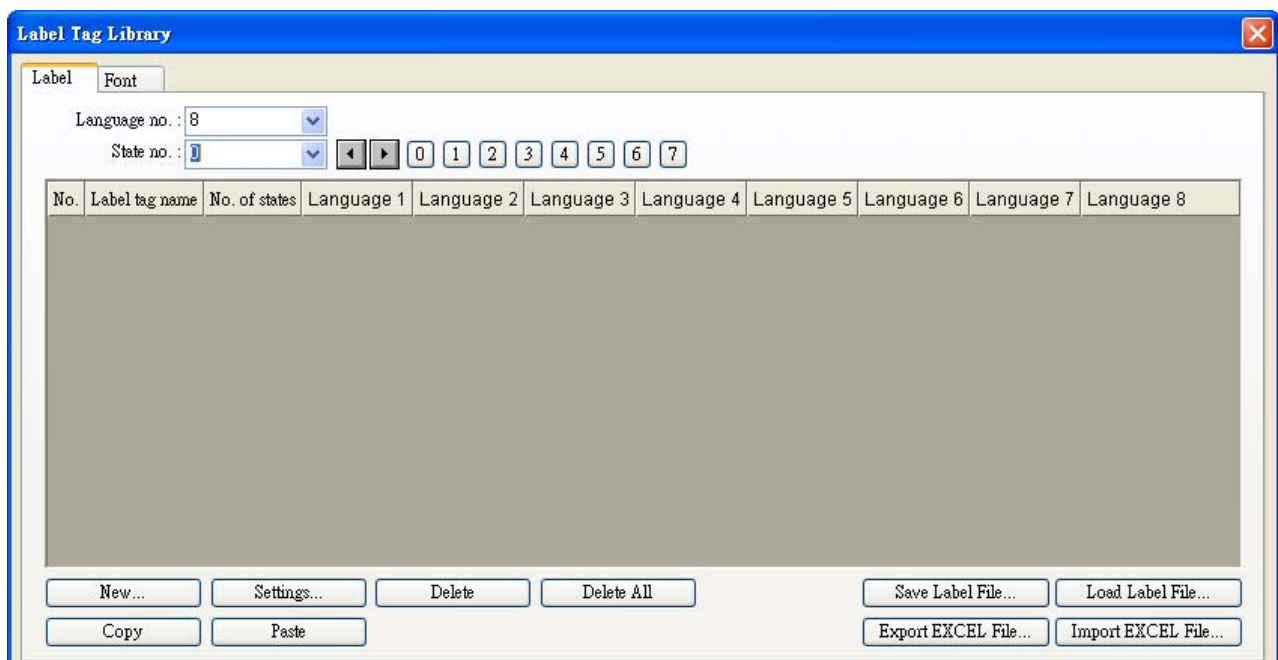 Label Tag Library
Label Font
Language no. : 8
State no. : 0 0 1 2 3 4 5 6 7
No. Label tag name No. of states Language 1 Language 2 Language 3 Language 4 Language 5 Language 6 Language 7 Language 8
New... Settings... Delete Delete All Save Label File... Load Label File...
Copy Paste Export EXCEL File... Import EXCEL File...